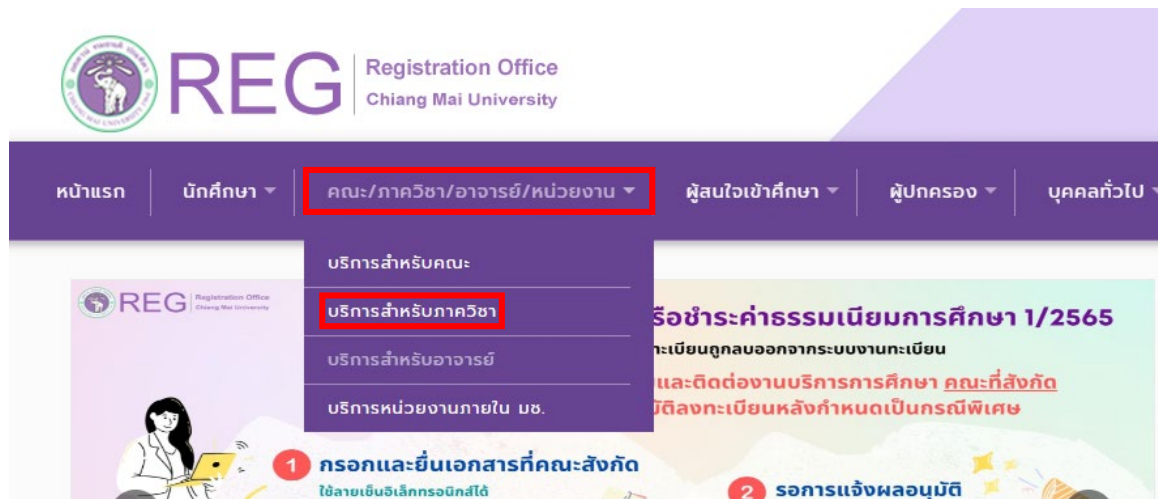 REG Registration Office
Chiang Mai University
หน้าแรก นักศึกษา คณะ/ภาควิชา/อาจารย์/หน่วยงาน ผู้สนใจเข้าศึกษา ผู้ปกครอง บุคคลทั่วไป
บริการสำหรับคณะ
บริการสำหรับภาควิชา
บริการสำหรับอาจารย์
บริการหน่วยงานภายใน มช.
REG Registration Office
Chiang Mai University
รือชำระค่าธรรมเนียมการศึกษา 1/2565
ทะเบียนถูกลบออกจากระบบงานทะเบียน
และติดต่องานบริการการศึกษา คณะที่สังกัด
มัติลงทะเบียนหลังกำหนดเป็นกรณีพิเศษ
1 กรอกและยื่นเอกสารที่คณะสังกัด
ใช้ลายเซ็นอิเล็กทรอนิกส์ได้
2 รอการแจ้งผลอนุมัติ